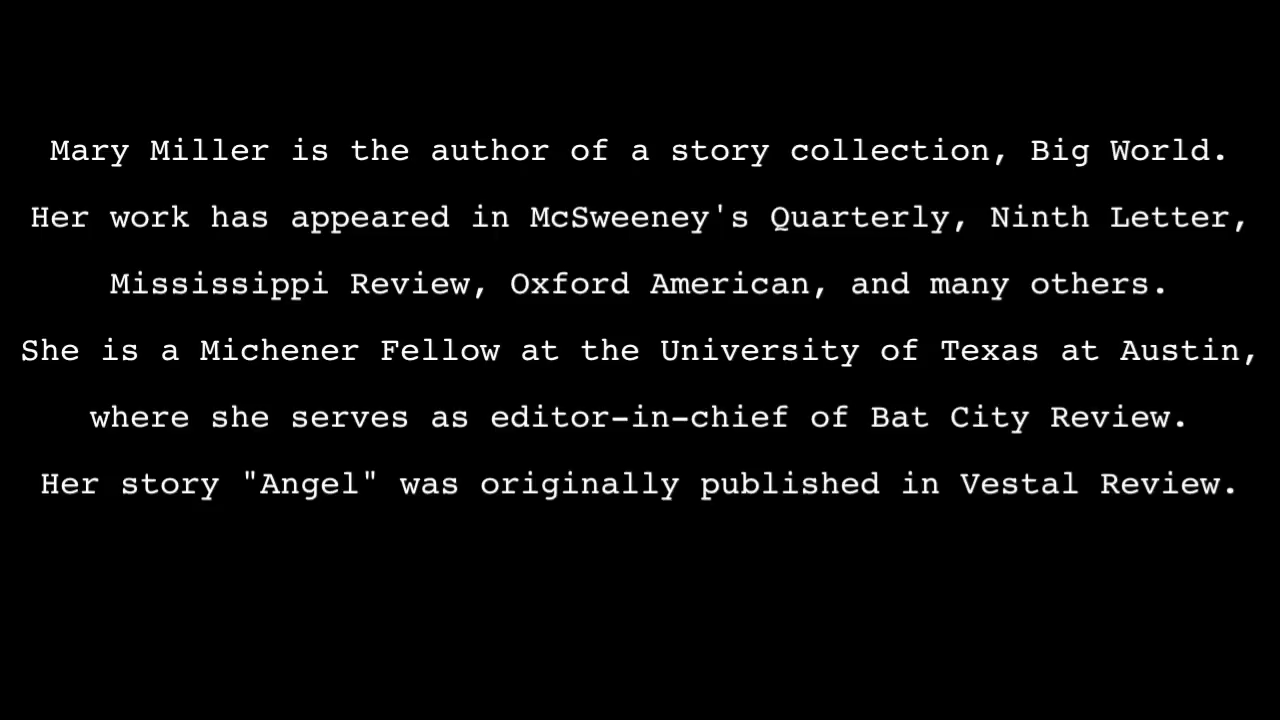 Mary Miller is the author of a story collection, Big World.
Her work has appeared in McSweeney's Quarterly, Ninth Letter,
Mississippi Review, Oxford American, and many others.
She is a Michener Fellow at the University of Texas at Austin,
where she serves as editor-in-chief of Bat City Review.
Her story "Angel" was originally published in Vestal Review.